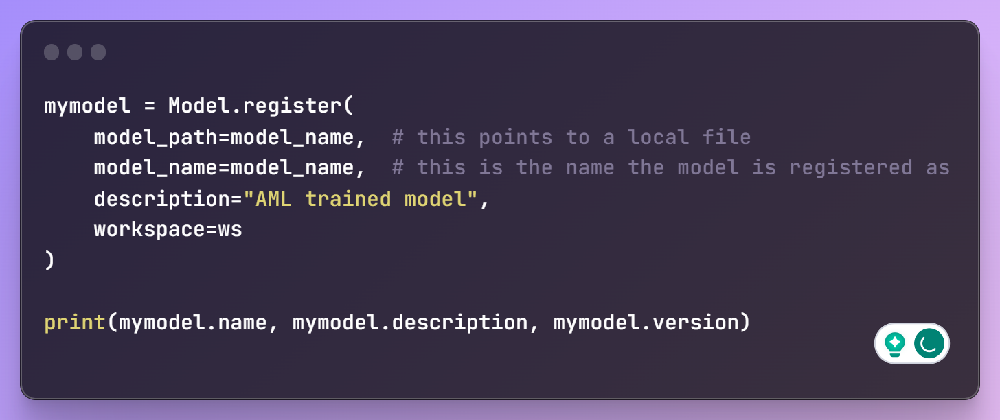 mymodel = Model.register(
    model_path=model_name,  # this points to a local file
    model_name=model_name,  # this is the name the model is registered as
    description="AML trained model",
    workspace=ws
)

print(mymodel.name, mymodel.description, mymodel.version)